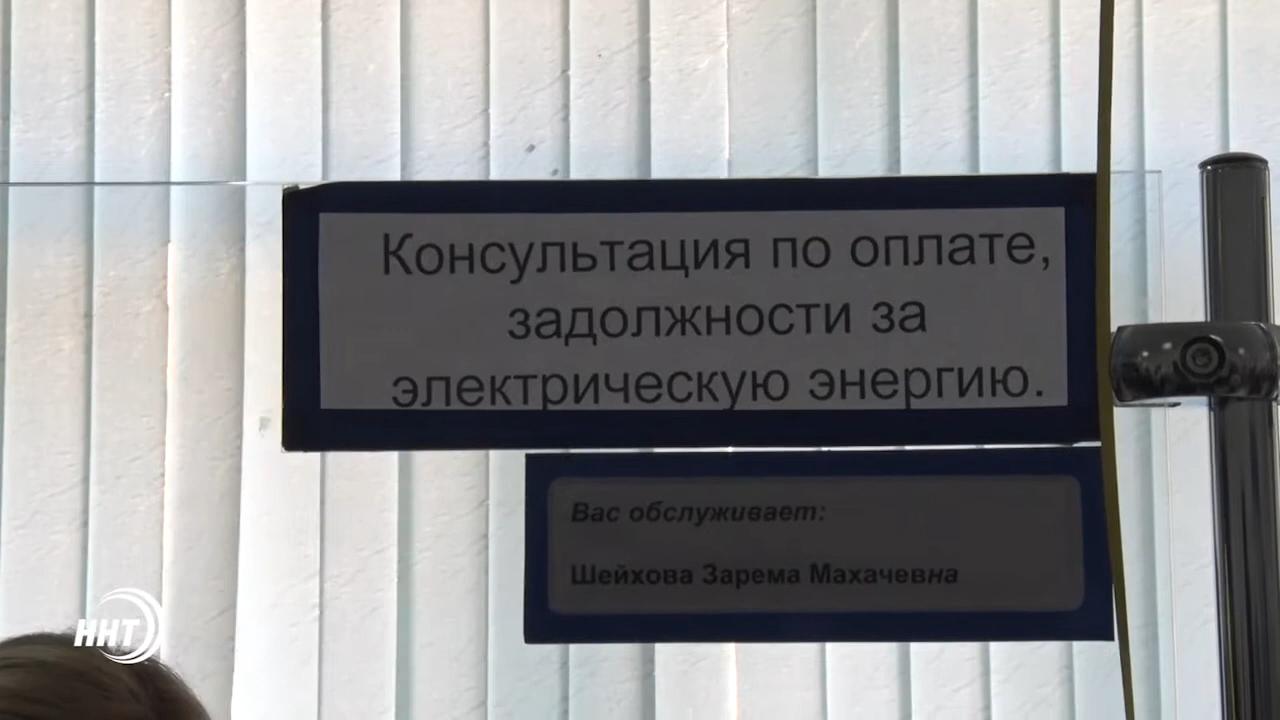 Консультация по оплате,
задолжности за
электрическую энергию.
Вас обслуживает:
Шейхова Зарема Махачевна
ННТ